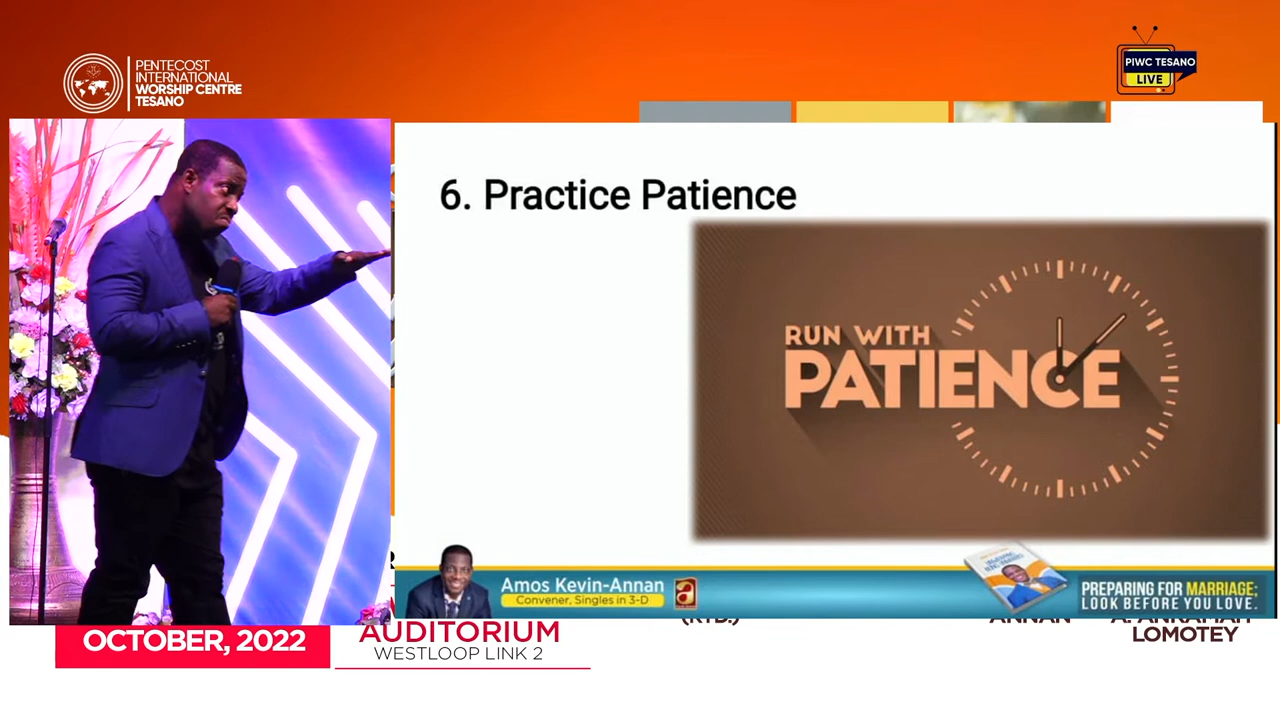 PENTECOST
INTERNATIONAL
WORSHIP CENTRE
TESANO
PIWC TESANO
LIVE
6. Practice Patience
RUN WITH
PATIENCE
Amos Kevin-Annan
Convener, Singles in 3-D
PREPARING FOR MARRIAGE;
LOOK BEFORE YOU LOVE.
OCTOBER, 2022
AUDITORIUM
WESTLOOP LINK 2
(RTD.)
ANNAN
A. ANKAMAH
LOMOTEY